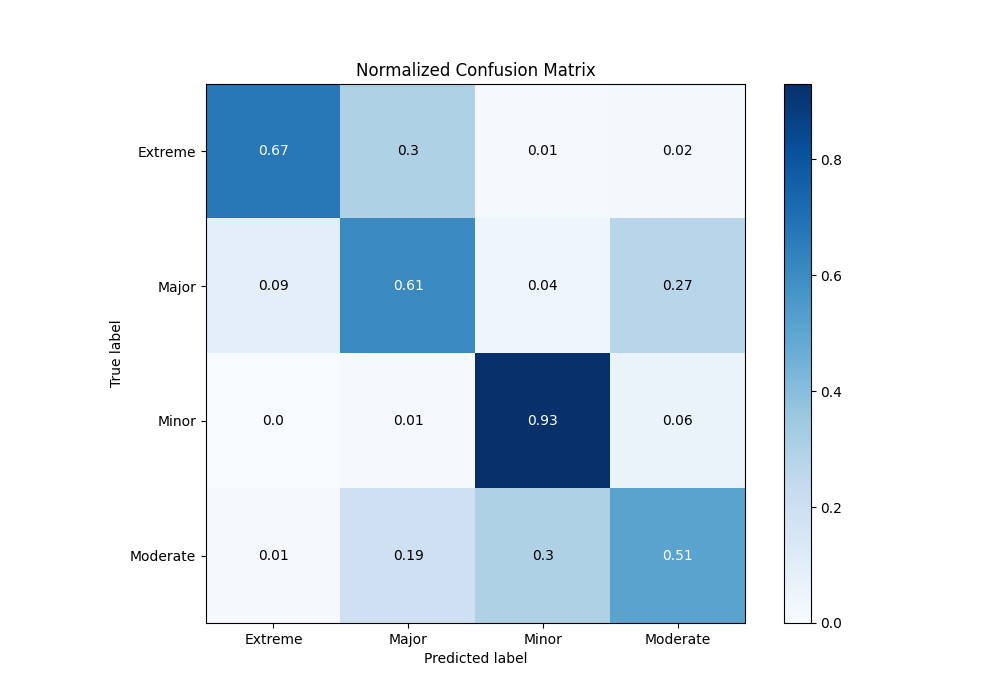 Normalized Confusion Matrix
True label
Extreme 0.67 0.3 0.01 0.02
Major 0.09 0.61 0.04 0.27
Minor 0.0 0.01 0.93 0.06
Moderate 0.01 0.19 0.3 0.51
Extreme Major Minor Moderate
Predicted label
0.8
0.6
0.4
0.2
0.0